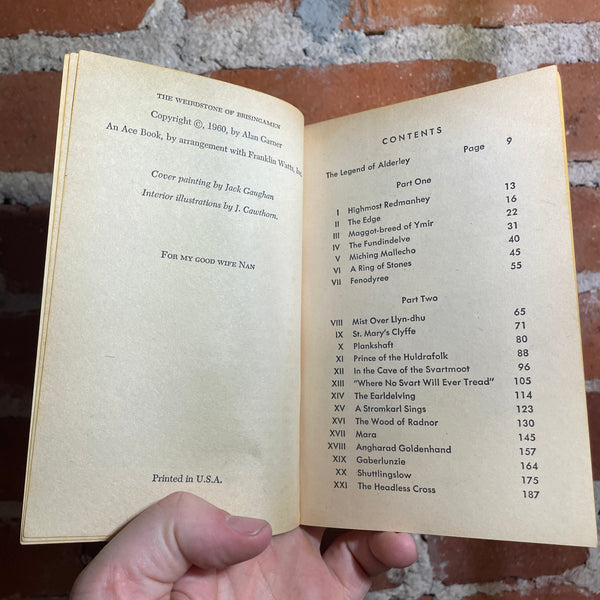 THE WEIRDSTONE OF BRISINGAMEN
Copyright ©, 1960, by Alan Garner
An Ace Book, by arrangement with Franklin Watts, Inc.
Cover painting by Jack Gaughan
Interior illustrations by J. Cawthorn.
FOR MY GOOD WIFE NAN
Printed in U.S.A.
CONTENTS
The Legend of Alderley Page 9
Part One
I Highmost Redmanhey 13
II The Edge 16
III Maggot-breed of Ymir 22
IV The Fundindelve 31
V Miching Mallecho 40
VI A Ring of Stones 45
VII Fenodyree 55
Part Two
VIII Mist Over Llyn-dhu 65
IX St. Mary's Clyffe 71
X Plankshaft 80
XI Prince of the Huldrafolk 88
XII In the Cave of the Svartmoot 96
XIII "Where No Svart Will Ever Tread" 105
XIV The Earldelving 114
XV A Stromkarl Sings 123
XVI The Wood of Radnor 130
XVII Mara 145
XVIII Angharad Goldenhand 157
XIX Gaberlunzie 164
XX Shuttlingslow 175
XXI The Headless Cross 187